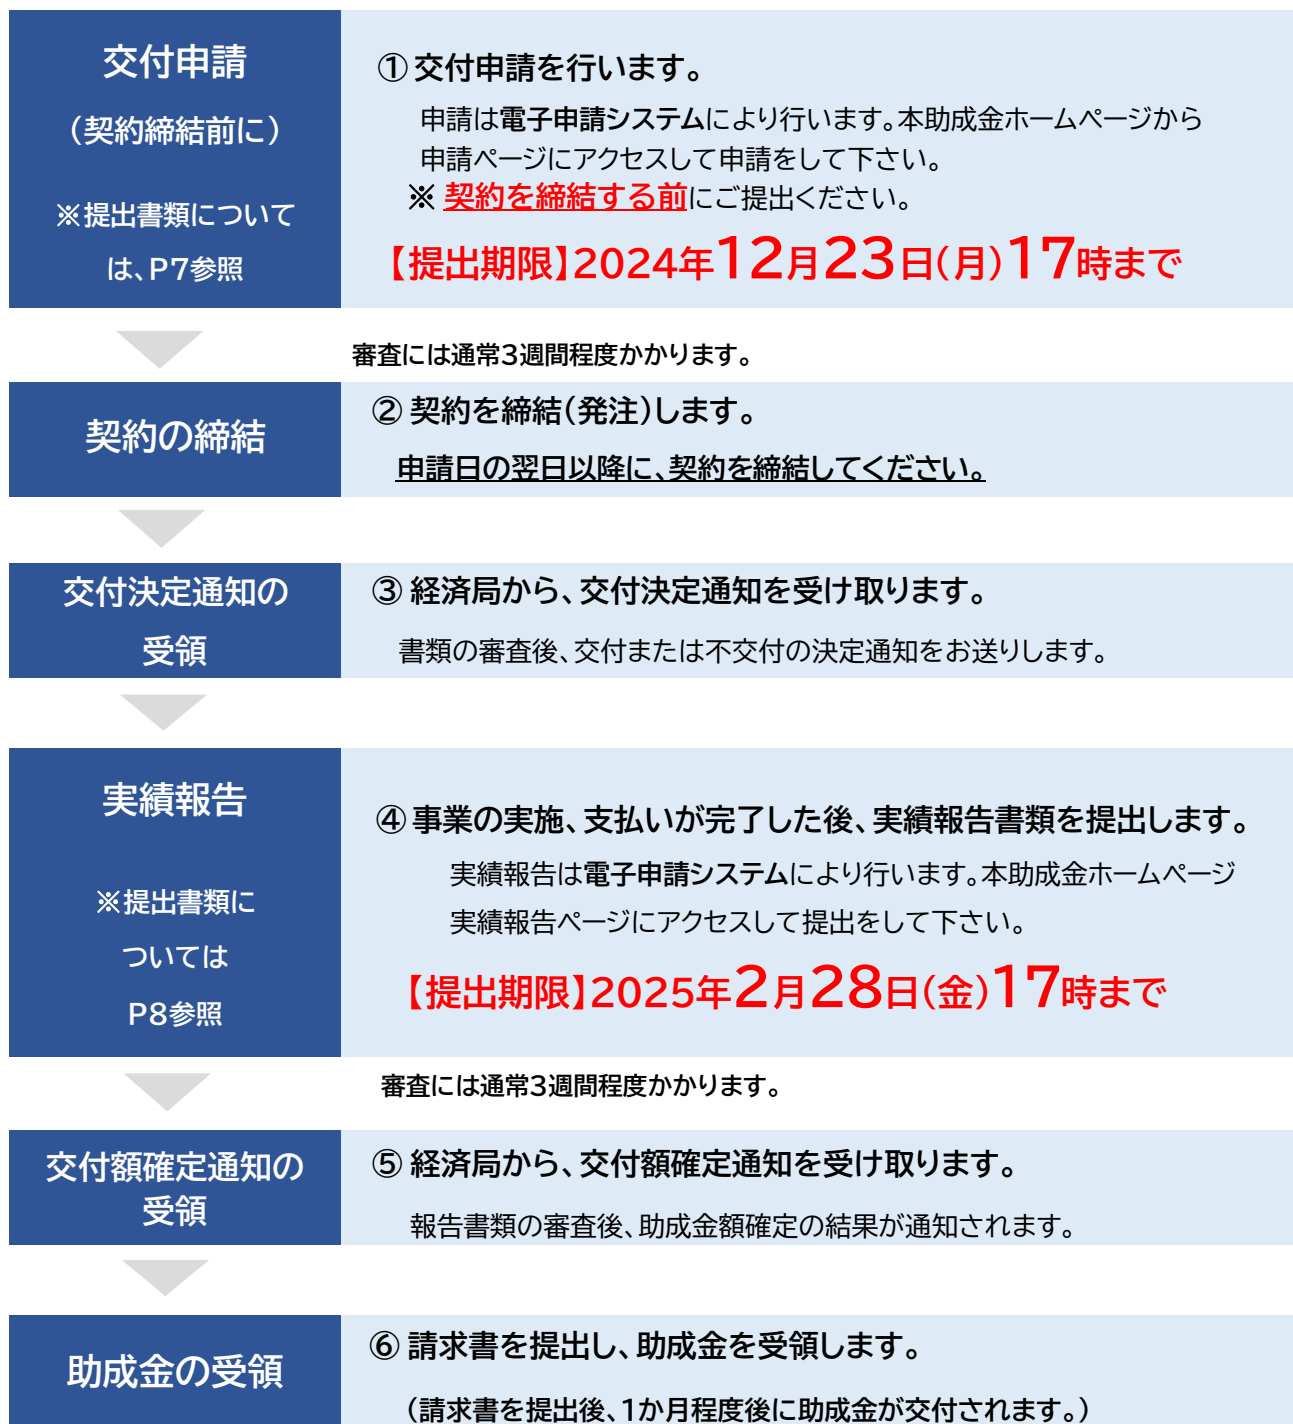 交付申請
（契約締結前に）
※提出書類について
は、P7参照
① 交付申請を行います。
申請は電子申請システムにより行います。本助成金ホームページから
申請ページにアクセスして申請をして下さい。
※ 契約を締結する前にご提出ください。
【提出期限】2024年12月23日(月)17時まで
審査には通常3週間程度かかります。
契約の締結
② 契約を締結(発注)します。
申請日の翌日以降に、契約を締結してください。
交付決定通知の
受領
③ 経済局から、交付決定通知を受け取ります。
書類の審査後、交付または不交付の決定通知をお送りします。
実績報告
※提出書類に
ついては
P8参照
④ 事業の実施、支払いが完了した後、実績報告書類を提出します。
実績報告は電子申請システムにより行います。本助成金ホームページ
実績報告ページにアクセスして提出をして下さい。
【提出期限】2025年2月28日(金)17時まで
審査には通常3週間程度かかります。
交付額確定通知の
受領
⑤ 経済局から、交付額確定通知を受け取ります。
報告書類の審査後、助成金額確定の結果が通知されます。
助成金の受領
⑥ 請求書を提出し、助成金を受領します。
（請求書を提出後、1か月程度後に助成金が交付されます。）